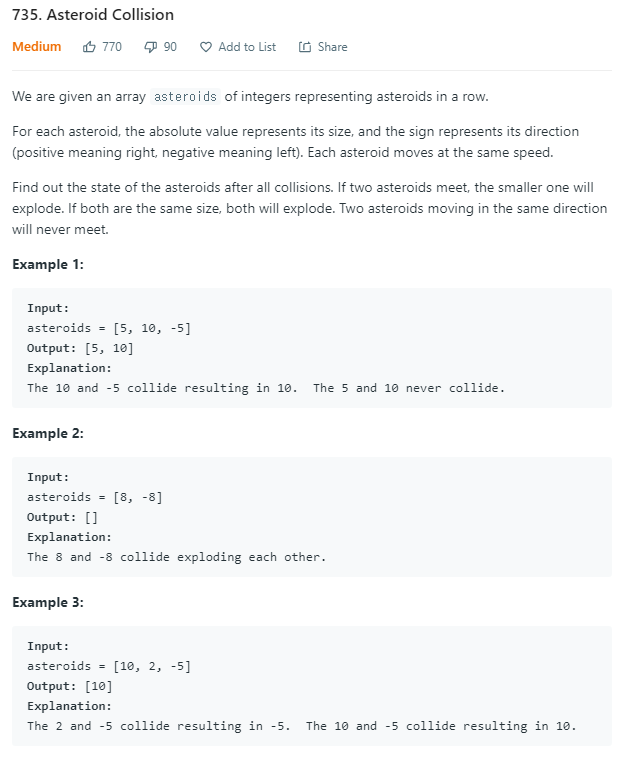 735. Asteroid Collision
Medium 770 90 Add to List Share
We are given an array asteroids of integers representing asteroids in a row.
For each asteroid, the absolute value represents its size, and the sign represents its direction
(positive meaning right, negative meaning left). Each asteroid moves at the same speed.
Find out the state of the asteroids after all collisions. If two asteroids meet, the smaller one will
explode. If both are the same size, both will explode. Two asteroids moving in the same direction
will never meet.
Example 1:
Input:
asteroids = [5, 10, -5]
Output: [5, 10]
Explanation:
The 10 and -5 collide resulting in 10.  The 5 and 10 never collide.
Example 2:
Input:
asteroids = [8, -8]
Output: []
Explanation:
The 8 and -8 collide exploding each other.
Example 3:
Input:
asteroids = [10, 2, -5]
Output: [10]
Explanation:
The 2 and -5 collide resulting in -5.  The 10 and -5 collide resulting in 10.